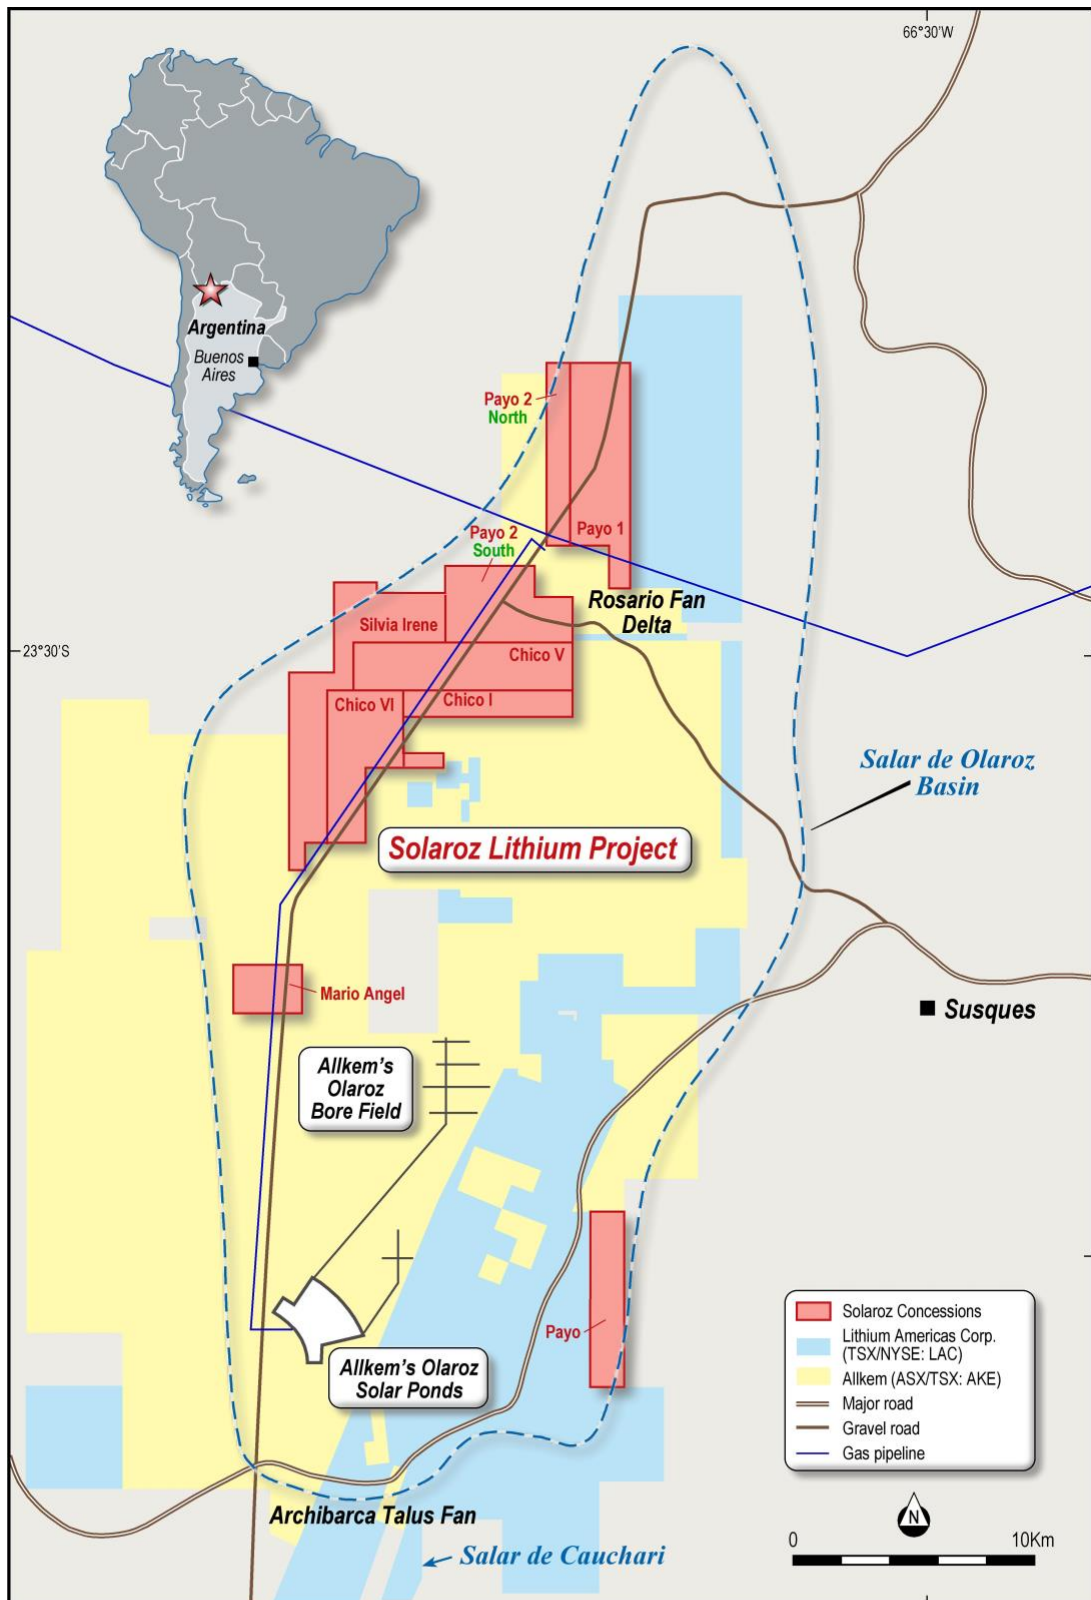 66°30'W
Argentina
Buenos
Aires
Payo 2
North
Payo 2
South
Payo 1
Rosario Fan
Delta
Silvia Irene
23°30'S
Chico V
Chico VI
Chico I
Salar de Olaroz
Basin
Solaroz Lithium Project
Mario Angel
Susques
Allkem's
Olaroz
Bore Field
Payo
Allkem's Olaroz
Solar Ponds
Solaroz Concessions
Lithium Americas Corp.
(TSX/NYSE: LAC)
Allkem (ASX/TSX: AKE)
Major road
Gravel road
Gas pipeline
Archibarca Talus Fan
N
Salar de Cauchari
0
10Km